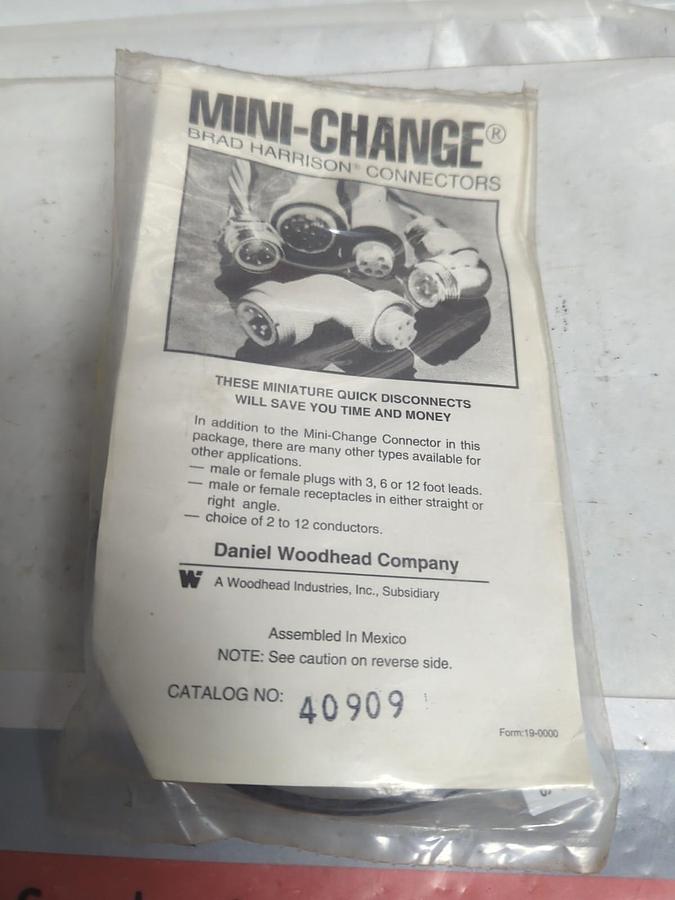 MINI-CHANGE®
BRAD HARRISON® CONNECTORS
THESE MINIATURE QUICK DISCONNECTS
WILL SAVE YOU TIME AND MONEY
In addition to the Mini-Change Connector in this
package, there are many other types available for
other applications.
— male or female plugs with 3, 6 or 12 foot leads.
— male or female receptacles in either straight or
right angle.
— choice of 2 to 12 conductors.
Daniel Woodhead Company
W A Woodhead Industries, Inc., Subsidiary
Assembled In Mexico
NOTE: See caution on reverse side.
CATALOG NO: 40909
Form:19-0000